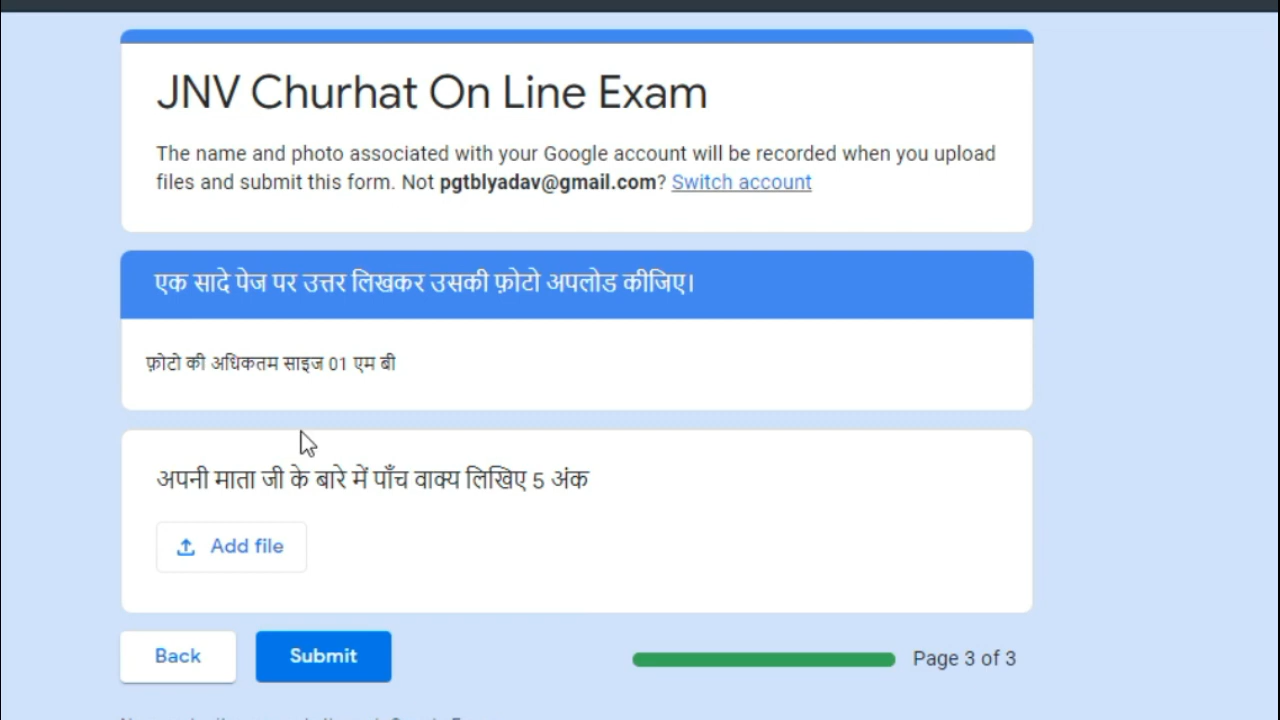 JNV Churhat On Line Exam
The name and photo associated with your Google account will be recorded when you upload
files and submit this form. Not pgtblyadav@gmail.com? Switch account
एक सादे पेज पर उत्तर लिखकर उसकी फ़ोटो अपलोड कीजिए।
फ़ोटो की अधिकतम साइज 01 एम बी
अपनी माता जी के बारे में पाँच वाक्य लिखिए 5 अंक
Add file
Back
Submit
Page 3 of 3